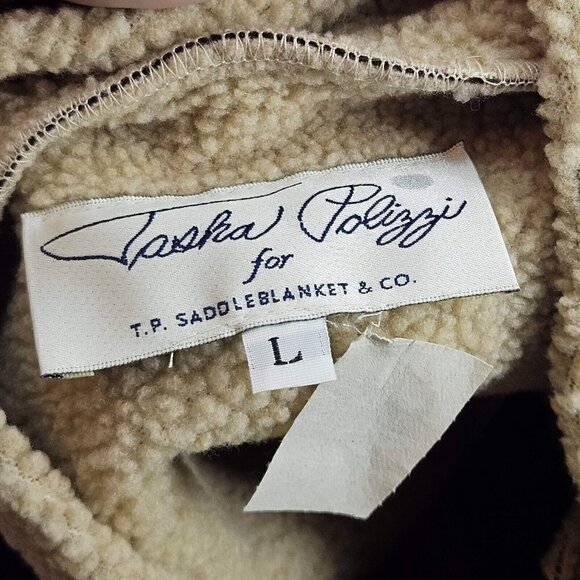 Tasha Polizzi
for
T.P. SADDLEBLANKET & CO.
L